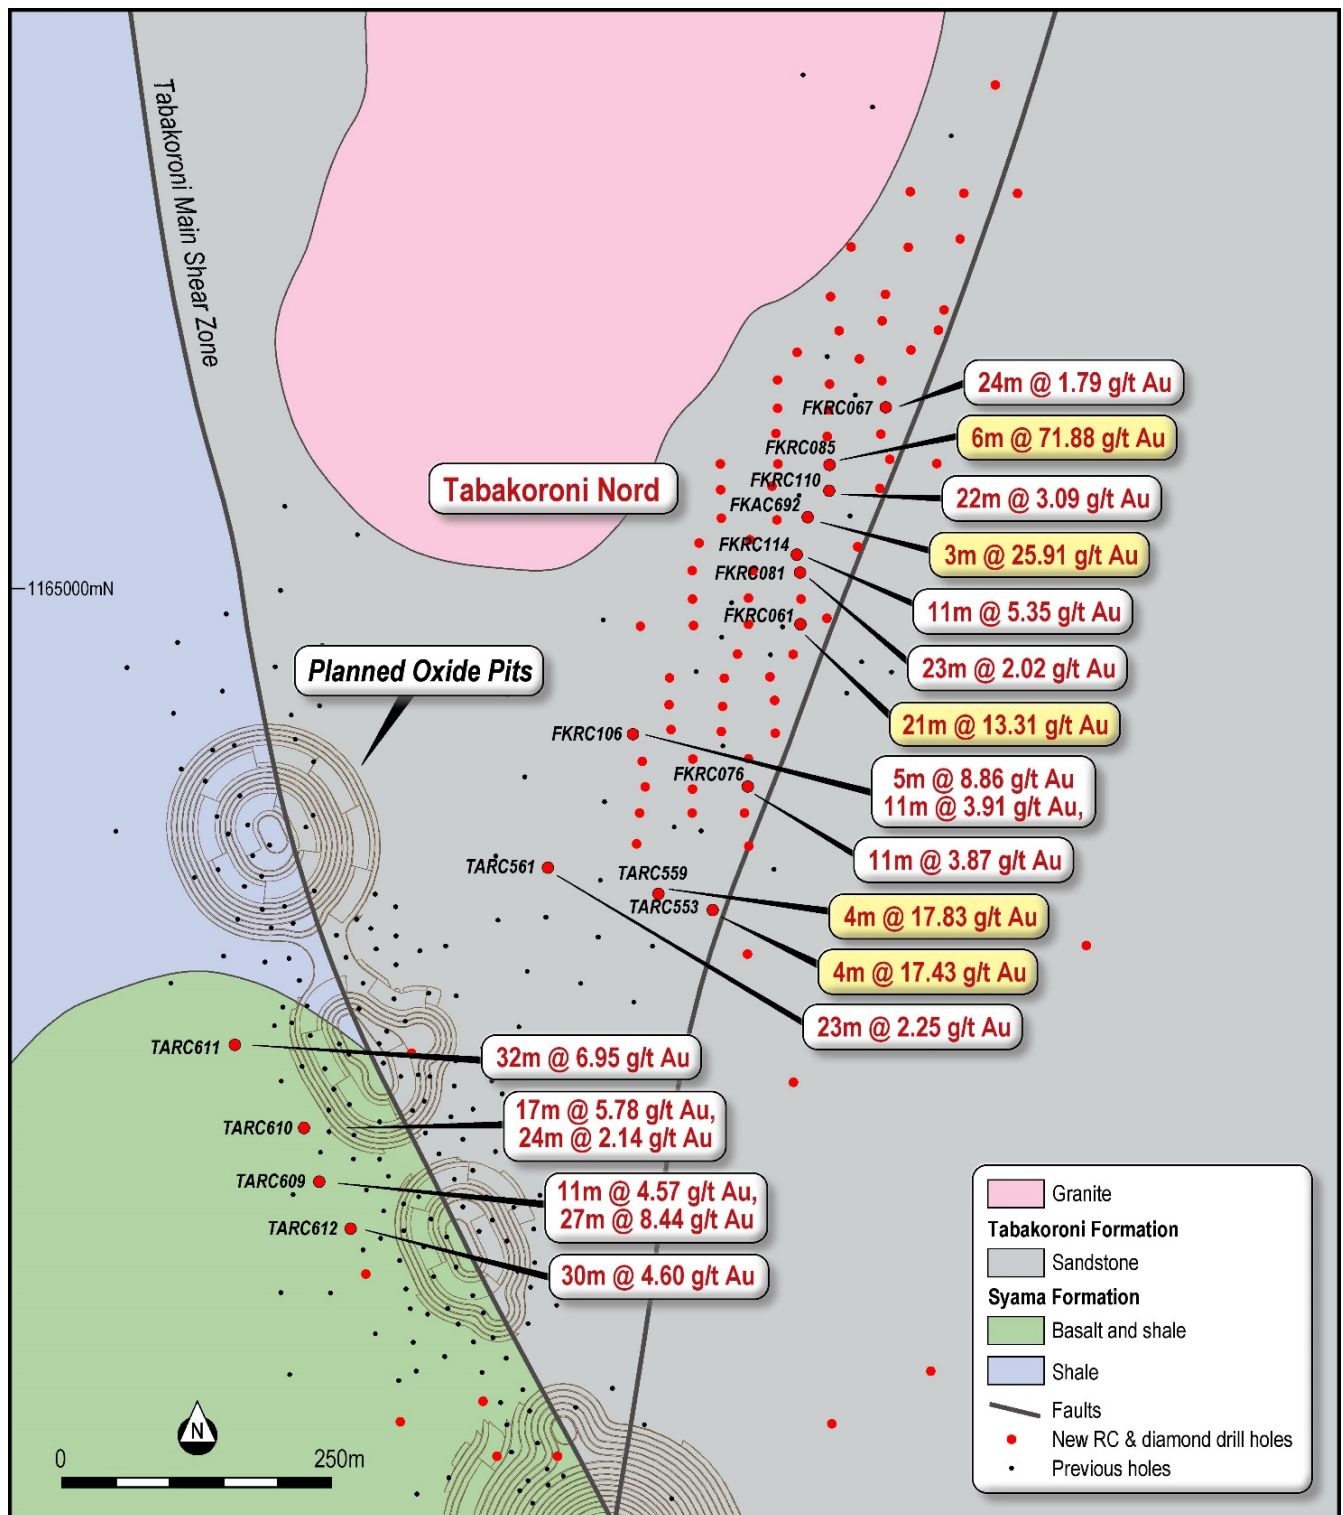 Tabakoroni Main Shear Zone
24m @ 1.79 g/t Au
FKRC067
6m @ 71.88 g/t Au
FKRC085
Tabakoroni Nord
FKRC110
22m @ 3.09 g/t Au
FKAC692
3m @ 25.91 g/t Au
FKRC114
FKRC081
1165000mN
11m @ 5.35 g/t Au
FKRC061
23m @ 2.02 g/t Au
Planned Oxide Pits
21m @ 13.31 g/t Au
FKRC106
FKRC076
5m @ 8.86 g/t Au
11m @ 3.91 g/t Au,
11m @ 3.87 g/t Au
TARC561
TARC559
TARC553
4m @ 17.83 g/t Au
4m @ 17.43 g/t Au
23m @ 2.25 g/t Au
TARC611
32m @ 6.95 g/t Au
TARC610
17m @ 5.78 g/t Au,
24m @ 2.14 g/t Au
TARC609
11m @ 4.57 g/t Au,
27m @ 8.44 g/t Au
TARC612
30m @ 4.60 g/t Au
Granite
Tabakoroni Formation
Sandstone
Syama Formation
Basalt and shale
Shale
Faults
New RC & diamond drill holes
Previous holes
N
0
250m